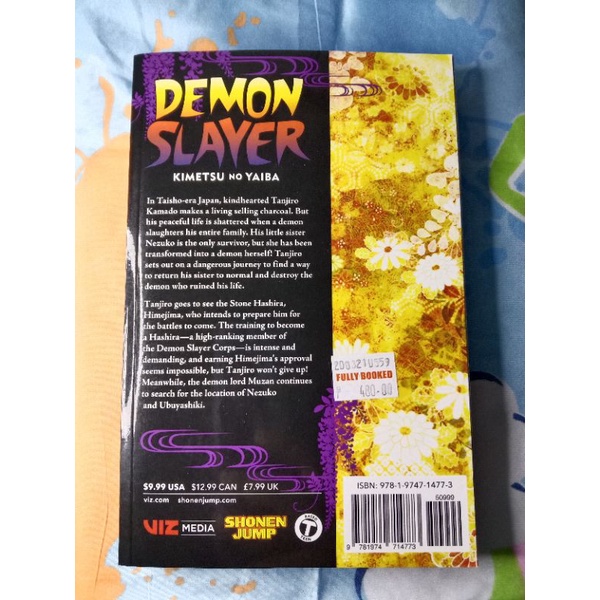 DEMON
SLAYER
KIMETSU NO YAIBA
In Taisho-era Japan, kindhearted Tanjiro
Kamado makes a living selling charcoal. But
his peaceful life is shattered when a demon
slaughters his entire family. His little sister
Nezuko is the only survivor, but she has been
transformed into a demon herself! Tanjiro
sets out on a dangerous journey to find a way
to return his sister to normal and destroy the
demon who ruined his life.
Tanjiro goes to see the Stone Hashira,
Himejima, who intends to prepare him for
the battles to come. The training to become
a Hashira—a high-ranking member of
the Demon Slayer Corps—is intense and
demanding, and earning Himejima's approval
seems impossible, but Tanjiro won't give up!
Meanwhile, the demon lord Muzan continues
to search for the location of Nezuko
and Ubuyashiki.
2000210559
FULLY BOOKED
480.00
$9.99 USA $12.99 CAN £7.99 UK
viz.com shonenjump.com
VIZ MEDIA
SHONEN
JUMP
RATED
T
TEEN
ISBN: 978-1-9747-1477-3
50999
9 781974 714773